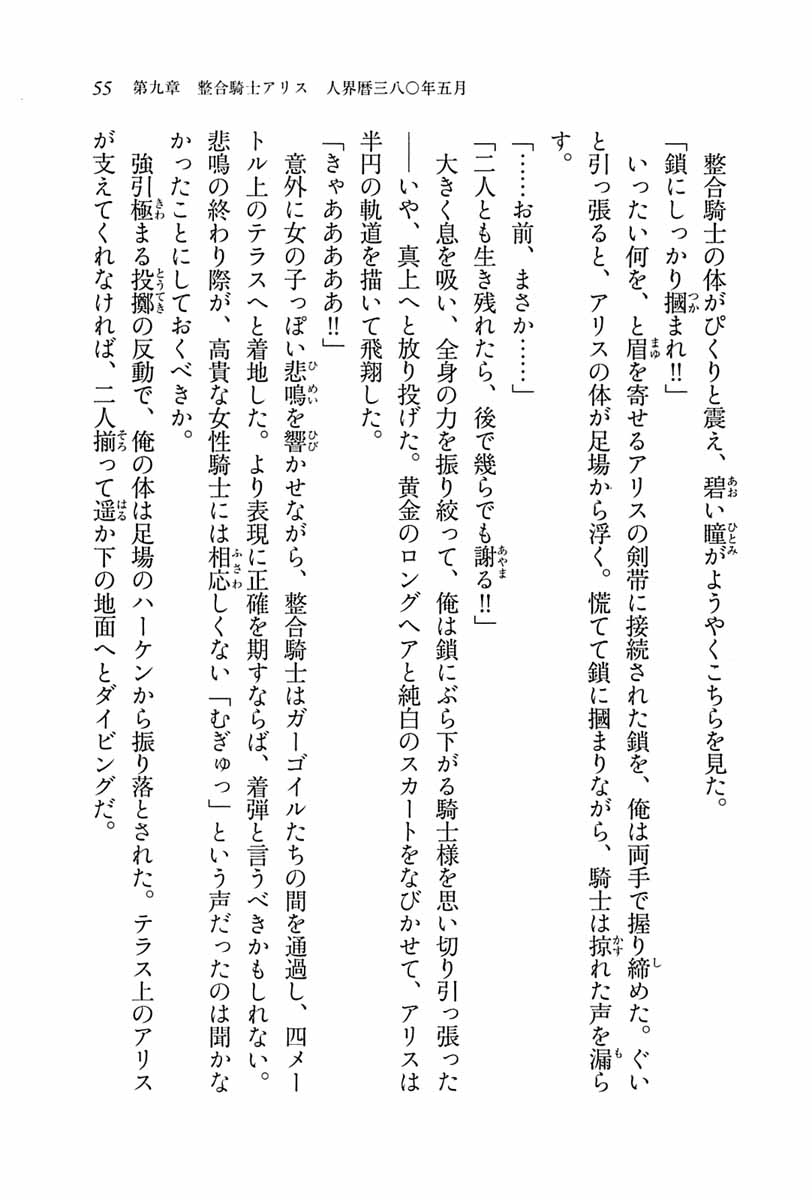 55　第九章　整合騎士アリス　人界暦三八〇年五月
　整合騎士の体がぴくりと震え、碧い瞳がようやくこちらを見た。
「鎖にしっかり摑まれ!!」
　いったい何を、と眉を寄せるアリスの剣帯に接続された鎖を、俺は両手で握り締めた。ぐい
と引っ張ると、アリスの体が足場から浮く。慌てて鎖に摑まりながら、騎士は掠れた声を漏ら
す。
「……お前、まさか……」
「二人とも生き残れたら、後で幾らでも謝る!!」
　大きく息を吸い、全身の力を振り絞って、俺は鎖にぶら下がる騎士様を思い切り引っ張った
――いや、真上へと放り投げた。黄金のロングヘアと純白のスカートをなびかせて、アリスは
半円の軌道を描いて飛翔した。
「きゃあああああ!!」
　意外に女の子っぽい悲鳴を響かせながら、整合騎士はガーゴイルたちの間を通過し、四メー
トル上のテラスへと着地した。より表現に正確を期すならば、着弾と言うべきかもしれない。
悲鳴の終わり際が、高貴な女性騎士には相応しくない「むぎゅっ」という声だったのは聞かな
かったことにしておくべきか。
　強引極まる投擲の反動で、俺の体は足場のハーケンから振り落とされた。テラス上のアリス
が支えてくれなければ、二人揃って遥か下の地面へとダイビングだ。